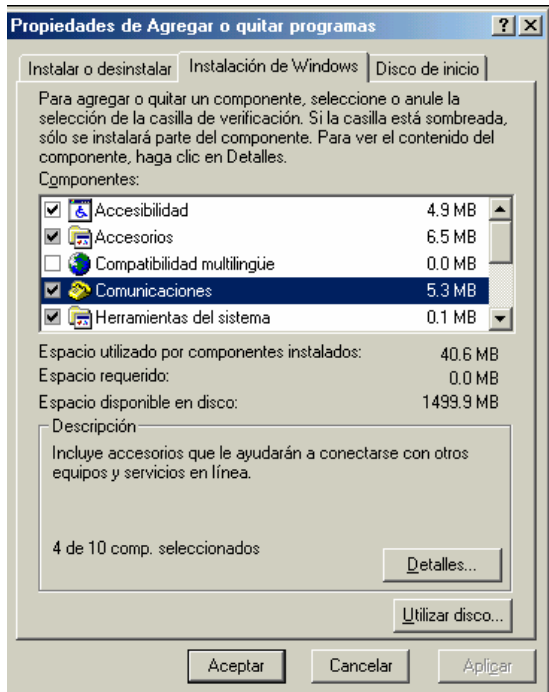 Propiedades de Agregar o quitar programas
Instalar o desinstalar Instalación de Windows Disco de inicio
Para agregar o quitar un componente, seleccione o anule la
selección de la casilla de verificación. Si la casilla está sombreada,
sólo se instalará parte del componente. Para ver el contenido del
componente, haga clic en Detalles.
Componentes:
Accesibilidad 4.9 MB
Accesorios 6.5 MB
Compatibilidad multilingüe 0.0 MB
Comunicaciones 5.3 MB
Herramientas del sistema 0.1 MB
Espacio utilizado por componentes instalados: 40.6 MB
Espacio requerido: 0.0 MB
Espacio disponible en disco: 1499.9 MB
Descripción
Incluye accesorios que le ayudarán a conectarse con otros
equipos y servicios en línea.
4 de 10 comp. seleccionados
Detalles...
Utilizar disco...
Aceptar Cancelar Aplicar